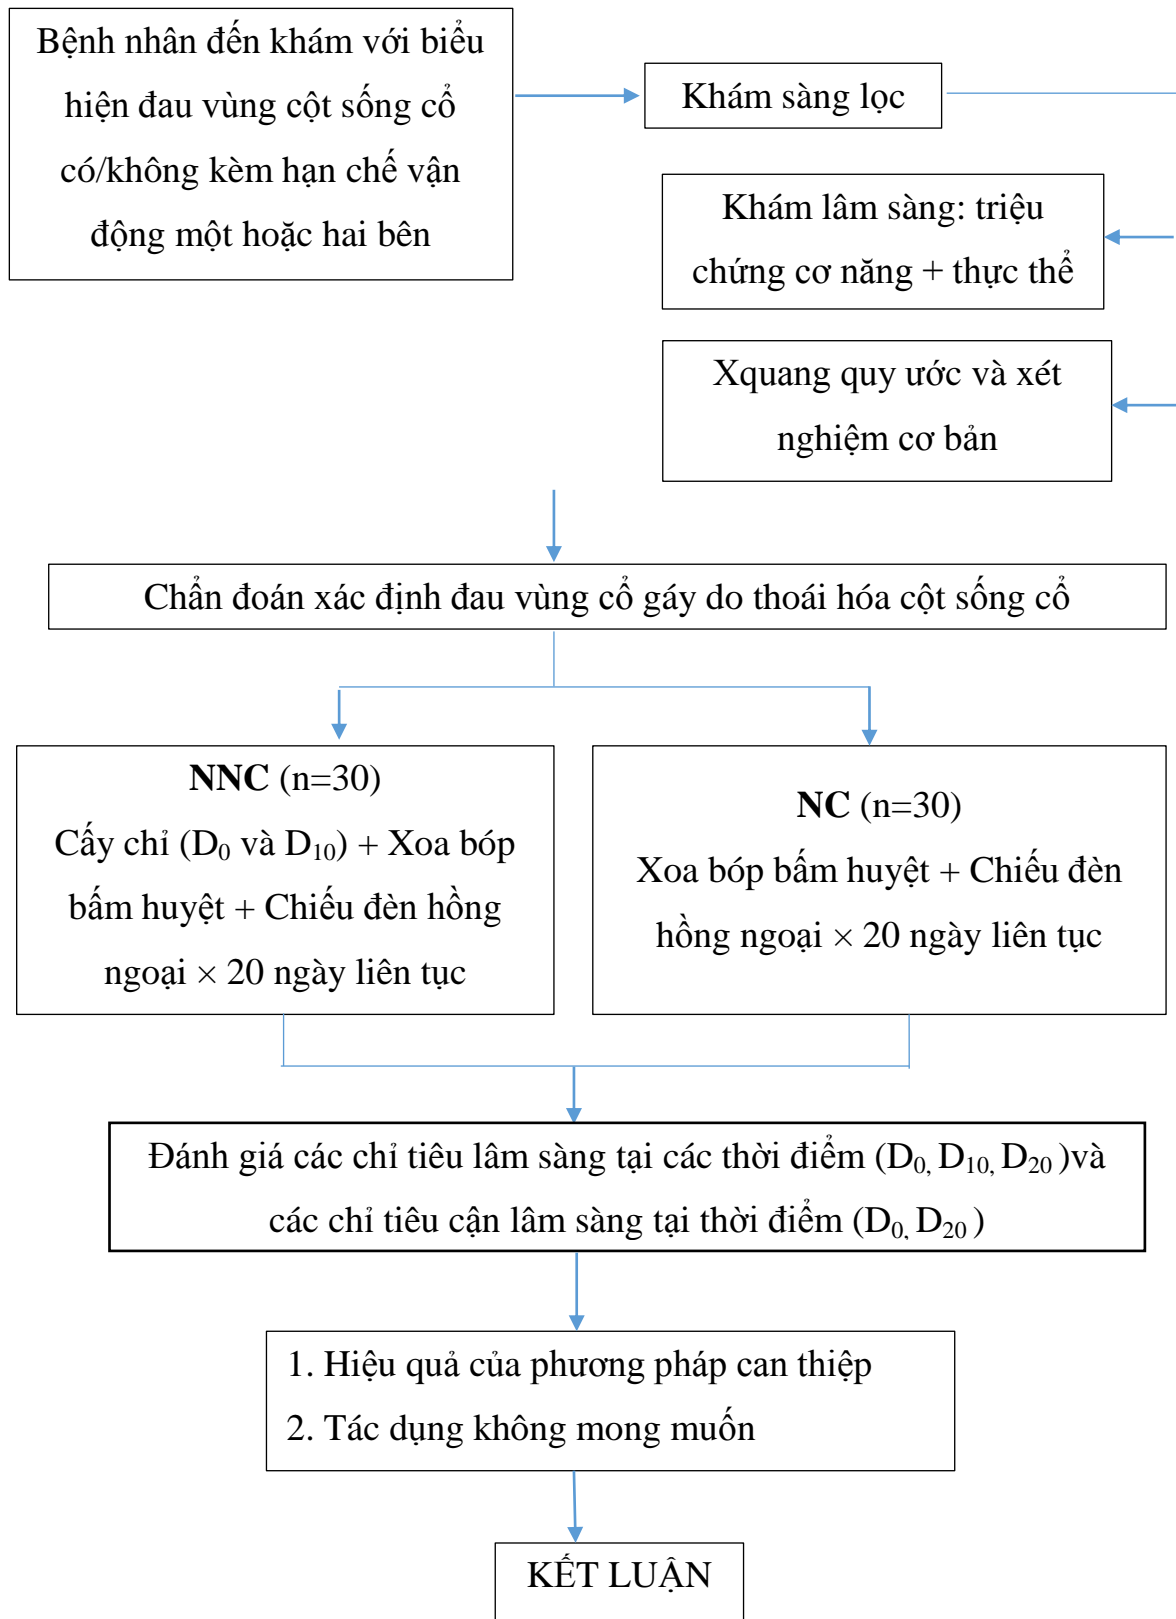 Bệnh nhân đến khám với biểu
hiện đau vùng cột sống cổ
có/không kèm hạn chế vận
động một hoặc hai bên
Khám sàng lọc
Khám lâm sàng: triệu
chứng cơ năng + thực thể
Xquang quy ước và xét
nghiệm cơ bản
Chẩn đoán xác định đau vùng cổ gáy do thoái hóa cột sống cổ
NNC (n=30)
Cấy chỉ (D₀ và D₁₀) + Xoa bóp
bấm huyệt + Chiếu đèn hồng
ngoại × 20 ngày liên tục
NC (n=30)
Xoa bóp bấm huyệt + Chiếu đèn
hồng ngoại × 20 ngày liên tục
Đánh giá các chỉ tiêu lâm sàng tại các thời điểm (D₀, D₁₀, D₂₀ )và
các chỉ tiêu cận lâm sàng tại thời điểm (D₀, D₂₀ )
1. Hiệu quả của phương pháp can thiệp
2. Tác dụng không mong muốn
KẾT LUẬN